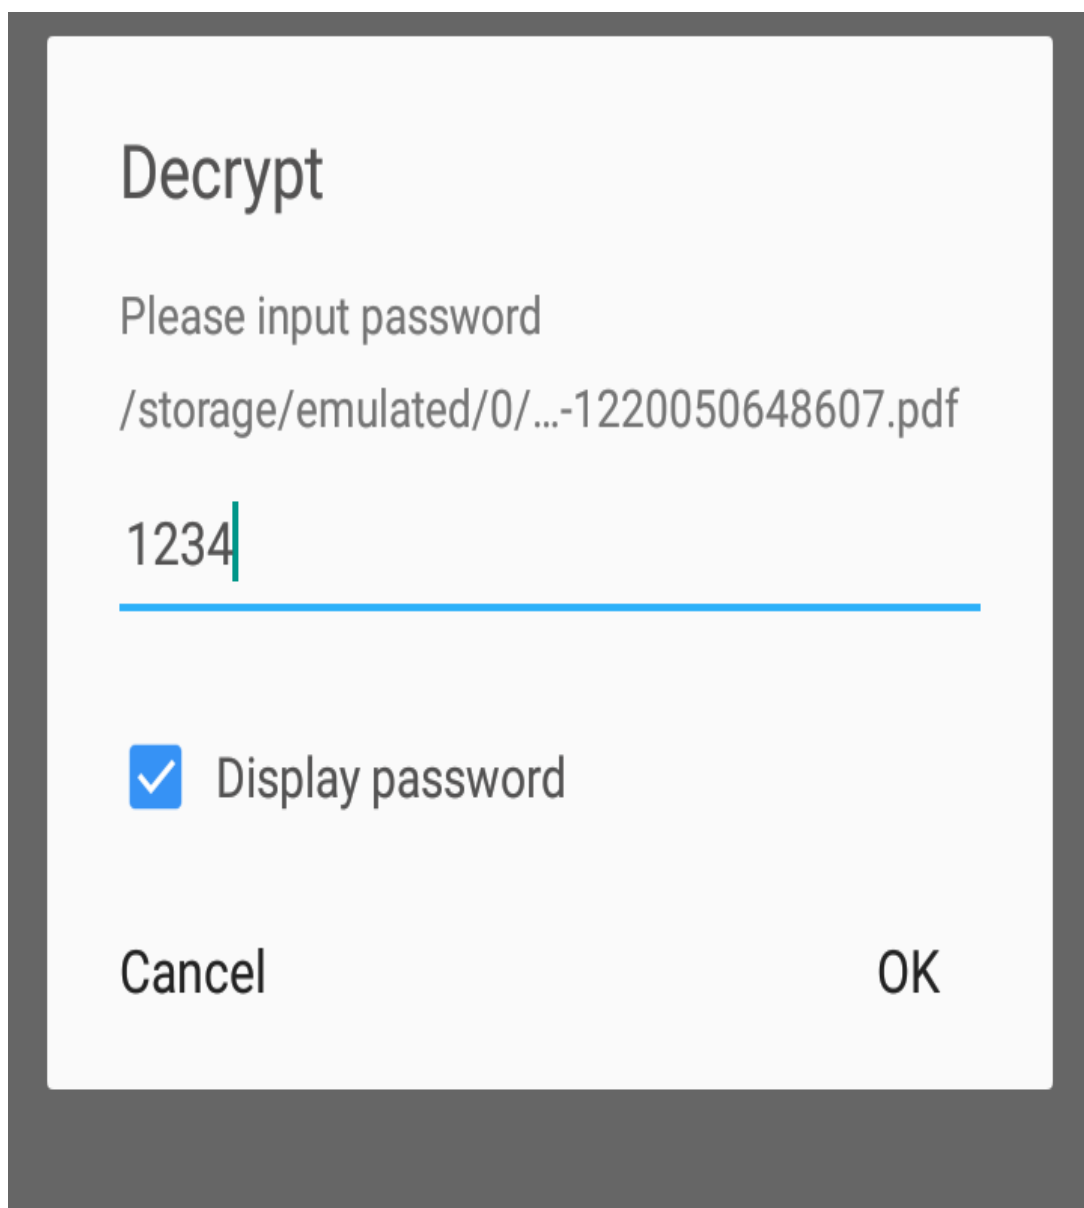 Decrypt
Please input password
/storage/emulated/0/...-1220050648607.pdf
1234
Display password
Cancel OK